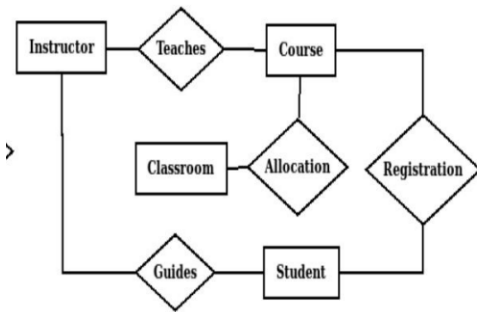 Instructor
Teaches
Course
Classroom
Allocation
Registration
Guides
Student